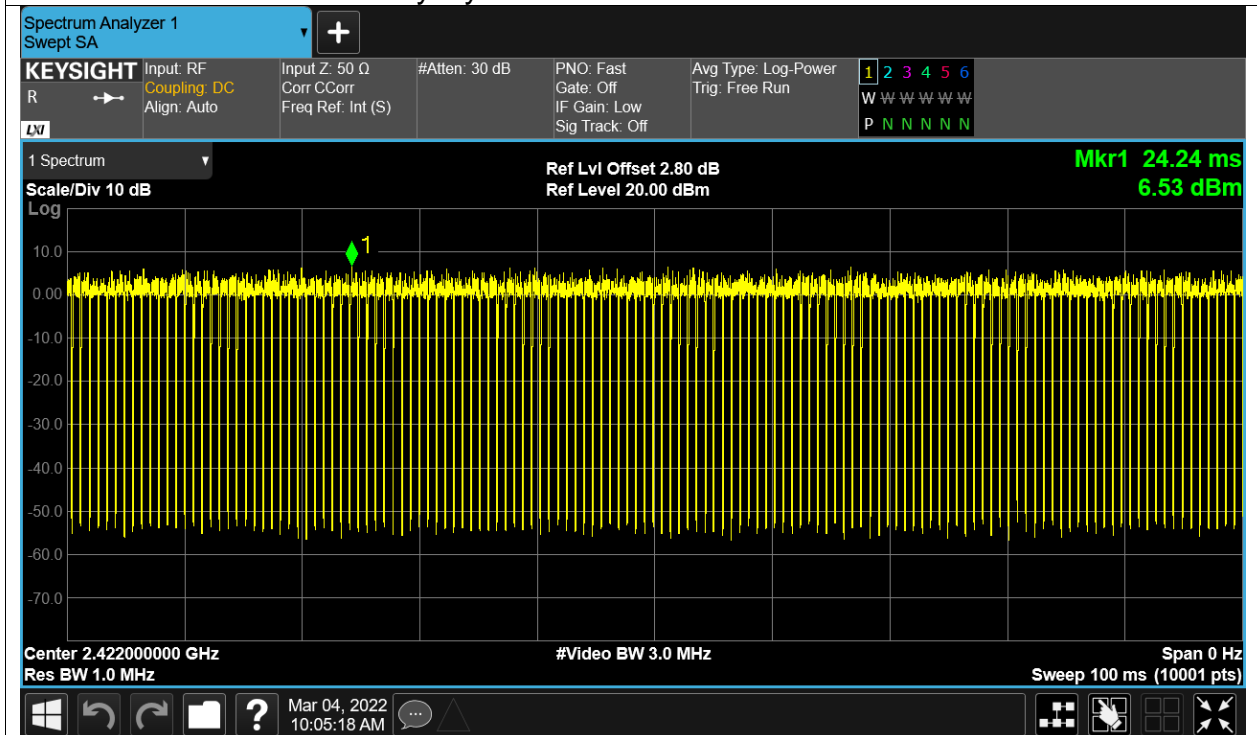 Spectrum Analyzer 1
Swept SA
+
KEYSIGHT
R
LXI
Input: RF
Coupling: DC
Align: Auto
Input Z: 50 Ω
Corr CCorr
Freq Ref: Int (S)
#Atten: 30 dB
PNO: Fast
Gate: Off
IF Gain: Low
Sig Track: Off
Avg Type: Log-Power
Trig: Free Run
1 2 3 4 5 6
W W W W W W
P N N N N N
1 Spectrum
Scale/Div 10 dB
Log
Ref Lvl Offset 2.80 dB
Ref Level 20.00 dBm
Mkr1 24.24 ms
6.53 dBm
1
10.0
0.00
-10.0
-20.0
-30.0
-40.0
-50.0
-60.0
-70.0
Center 2.422000000 GHz
Res BW 1.0 MHz
#Video BW 3.0 MHz
Span 0 Hz
Sweep 100 ms (10001 pts)
?
Mar 04, 2022
10:05:18 AM